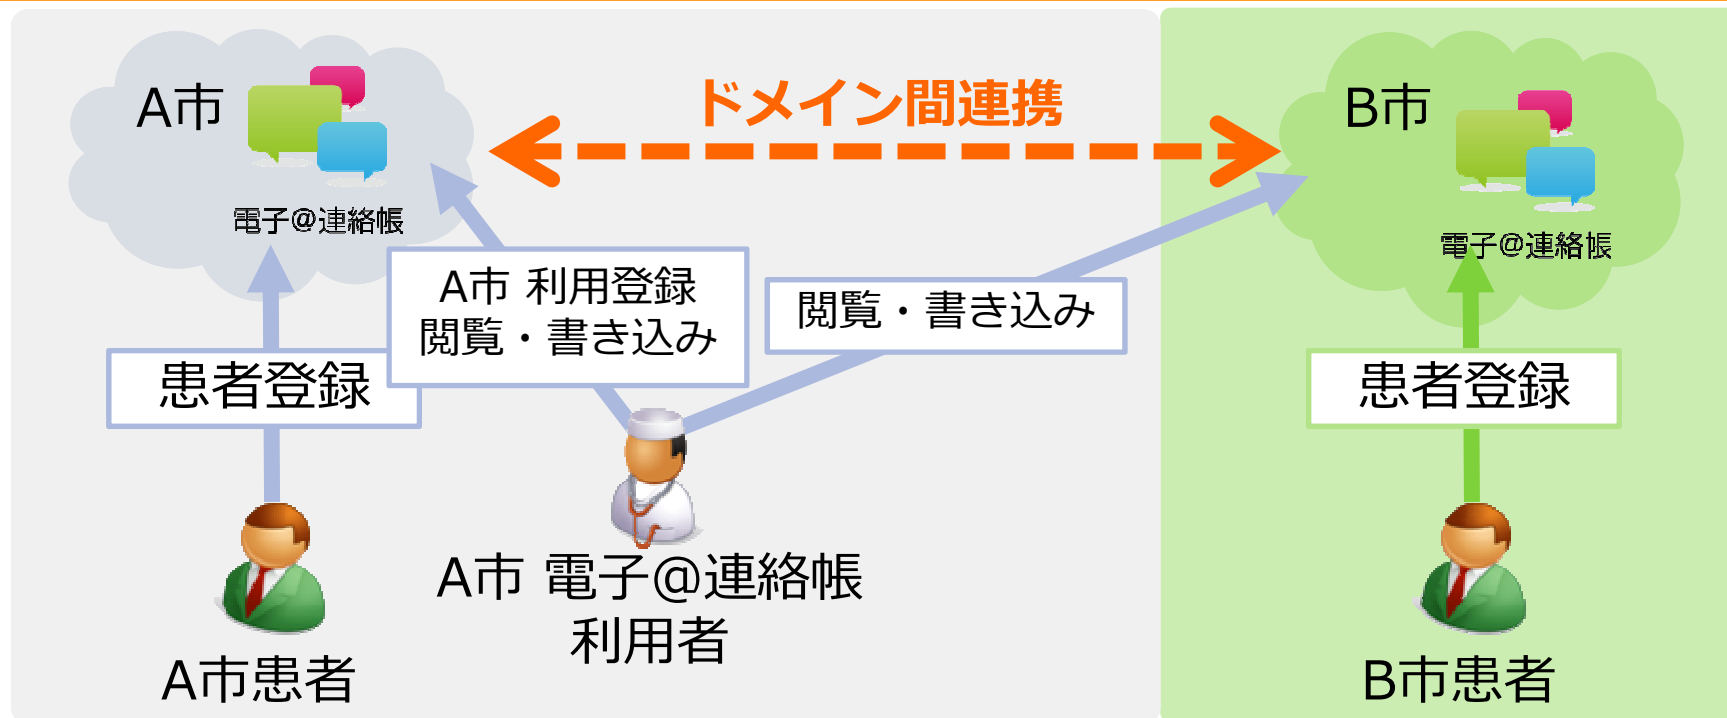 ドメイン間連携
A市
電子@連絡帳
B市
電子@連絡帳
A市 利用登録
閲覧・書き込み
閲覧・書き込み
患者登録
患者登録
A市 電子@連絡帳
利用者
A市患者
B市患者